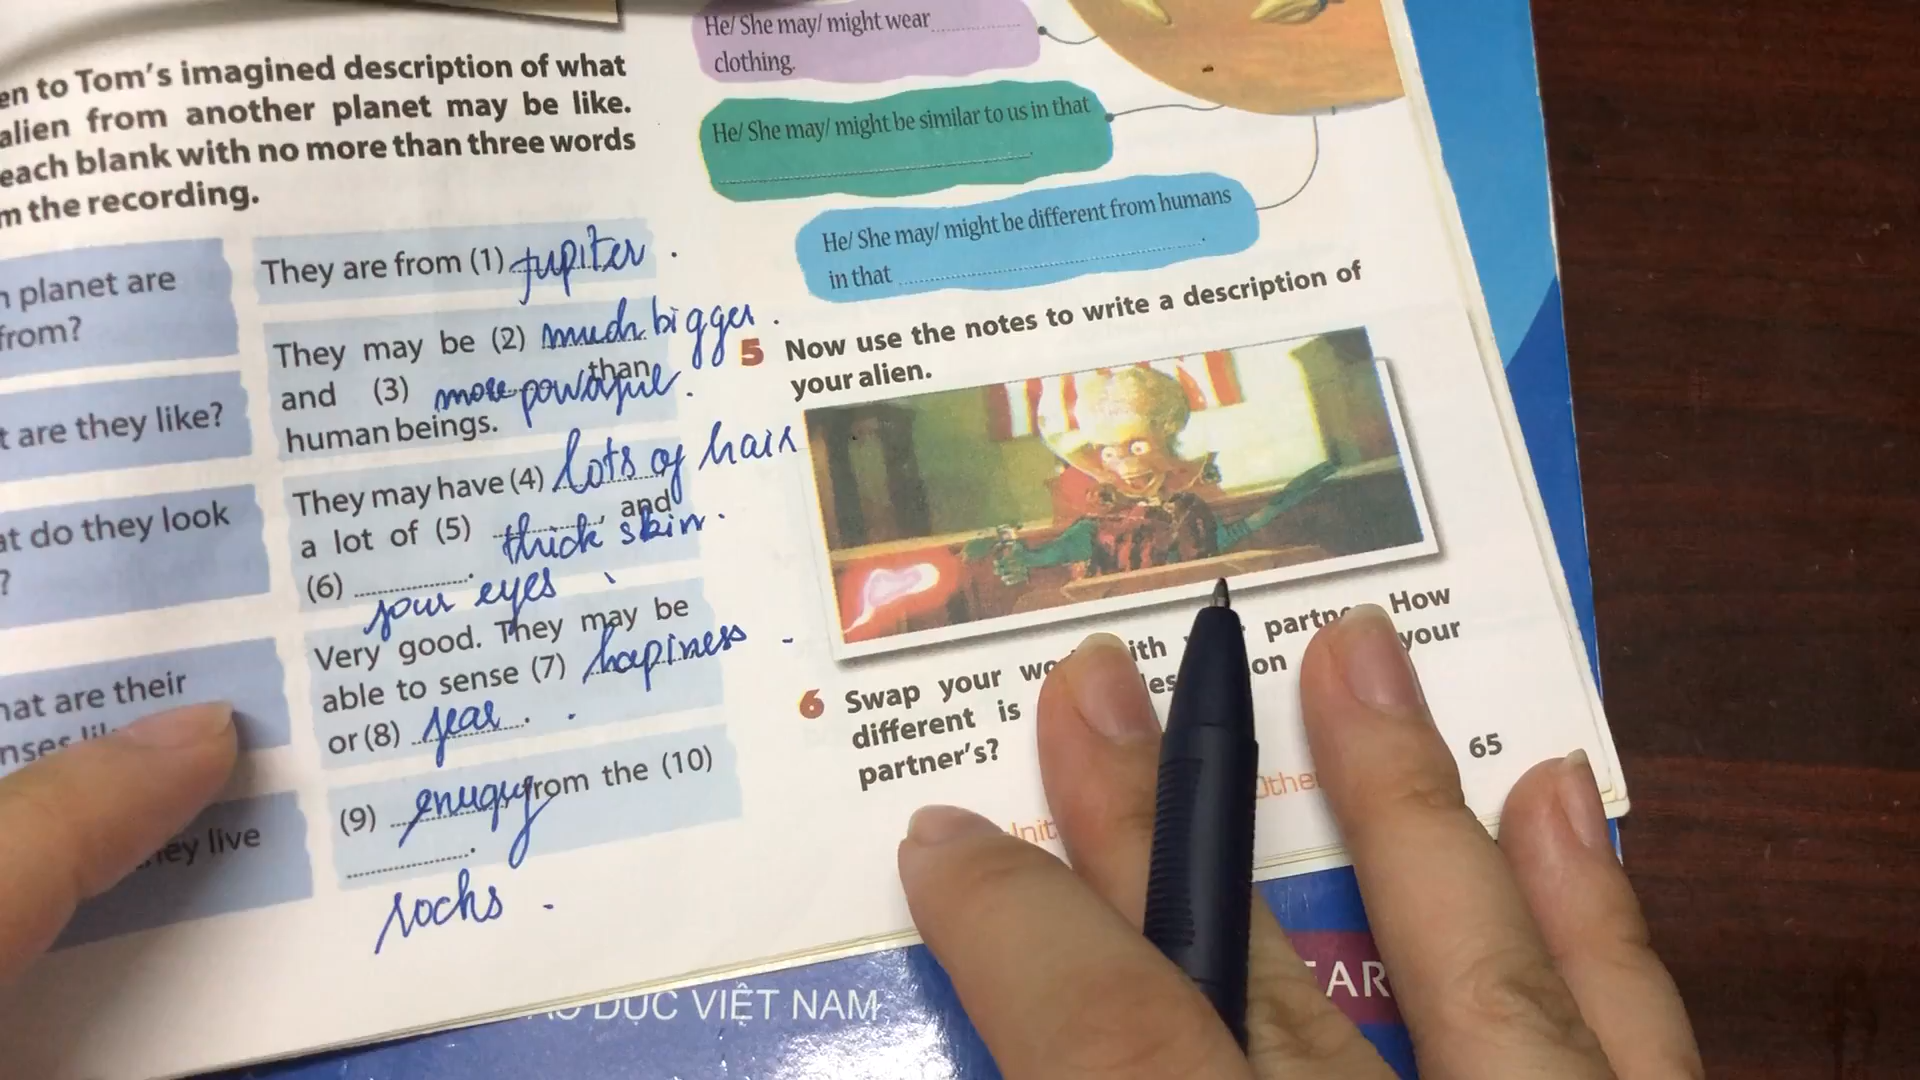 en to Tom's imagined description of what
alien from another planet may be like.
each blank with no more than three words
m the recording.
planet are
from?
They are from (1) Jupiter.
They may be (2) much bigger.
and (3) more powerful. than
human beings.
t are they like?
They may have (4) lots of hair
a lot of (5) thick skin. and
(6) four eyes
at do they look
?
Very good. They may be
able to sense (7) hapiness
or (8) fear.
hat are their
(9) from the (10)
rocks.
hey live
He/ She may/ might wear
clothing.
He/ She may/ might be similar to us in that
He/ She may/ might be different from humans
in that
5 Now use the notes to write a description of
your alien.
6 Swap your with partner. How
different is your
partner's?
65
DỤC VIỆT NAM